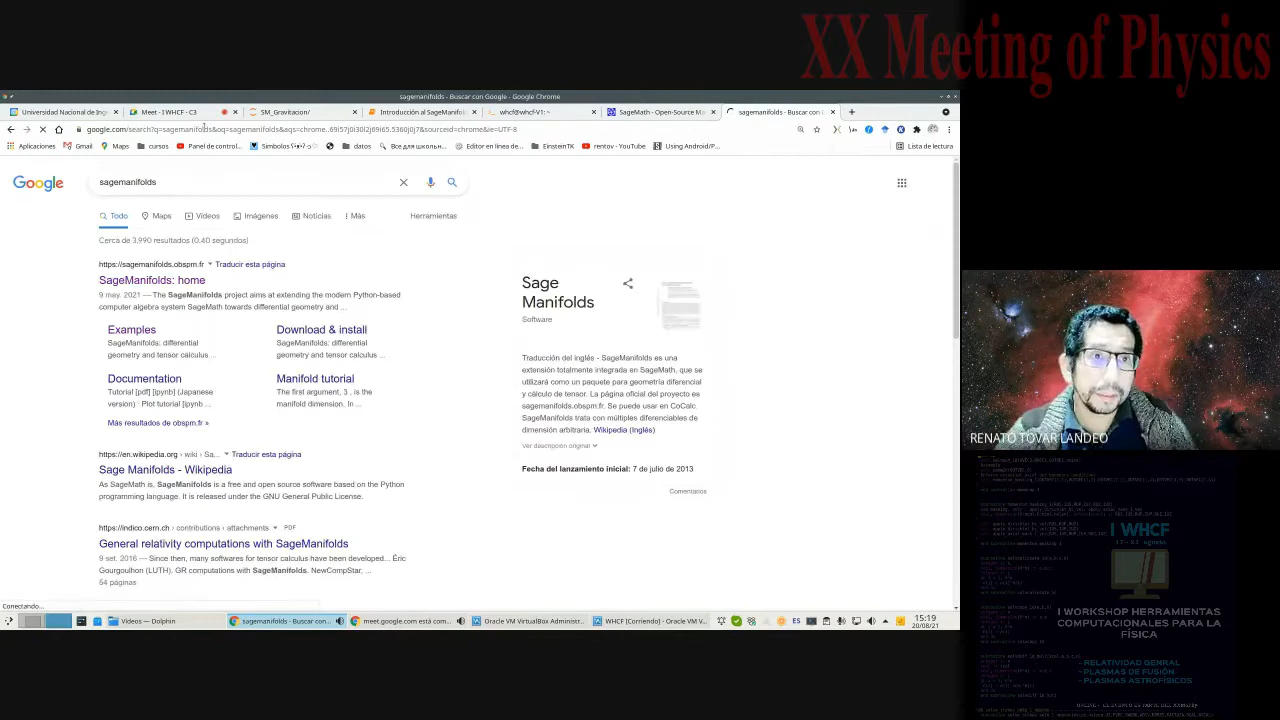 XX Meeting of Physics
sagemanifolds - Buscar con Google - Google Chrome
Universidad Nacional de Ing
Meet - I WHCF - C3
SM_Gravitacion/
Introducción al SageManifol
whcf@whcf-V1: ~
SageMath - Open-Source M
sagemanifolds - Buscar con
google.com/search?q=sagemanifolds&oq=sagemanifolds&aqs=chrome..69i57j0i30l2j69i65.5360j0j7&sourceid=chrome&ie=UTF-8
Aplicaciones
Gmail
Maps
cursos
Panel de control...
datos
Все для школьн...
Editor en línea de...
EinsteinTK
rentov - YouTube
Using Android/P...
Lista de lectura
Google
sagemanifolds
Todo
Maps
Vídeos
Imágenes
Noticias
Más
Herramientas
Cerca de 3,990 resultados (0.40 segundos)
https://sagemanifolds.obspm.fr
Traducir esta página
SageManifolds: home
9 may. 2021 — The SageManifolds project aims at extending the modern Python-based
computer algebra system SageMath towards differential geometry and ...
Examples
SageManifolds: differential
geometry and tensor calculus ...
Download & install
SageManifolds: differential
geometry and tensor calculus ...
Documentation
Tutorial [pdf] [ipynb] (Japanese
version) · Plot tutorial [ipynb] ...
Manifold tutorial
The first argument, 3 , is the
manifold dimension. In ...
Más resultados de obspm.fr »
https://en.wikipedia.org › wiki › Sa...
Traducir esta página
Sage Manifolds - Wikipedia
As SageMath is, SageManifolds is a free and open source software based on the Python
programming language. It is released under the GNU General Public License.
https://indico.cern.ch › contributions › attachments
PDF
General relativity computations with SageManifolds
9 set. 2016 — Since then, many softwares for tensor calculus have been developed... Éric
Gourgoulhon (LUTH). GR computations with SageManifolds. NewCompStar, ...
54 páginas
Sage
Manifolds
Software
Traducción del inglés - SageManifolds es una
extensión totalmente integrada en SageMath, que se
utilizará como un paquete para geometría diferencial
y cálculo de tensor. La página oficial del proyecto es
sagemanifolds.obspm.fr. Se puede usar en CoCalc.
SageManifolds trata con múltiples diferenciables de
dimensión arbitraria. Wikipedia (Inglés)
Ver descripción original
Fecha del lanzamiento inicial: 7 de julio de 2013
Comentarios
Conectando...
Videos — Dolphin
sagemanifolds - Buscar con...
meet.google.com está com...
Oracle VM VirtualBox Administr...
WHCF [Corriendo] - Oracle VM V...
ES
15:19
20/08/21
RENATO TOVAR LANDEO
I WHCF
I WORKSHOP HERRAMIENTAS
COMPUTACIONALES PARA LA
FÍSICA
- RELATIVIDAD GENRAL
- PLASMAS DE FUSIÓN
- PLASMAS ASTROFÍSICOS